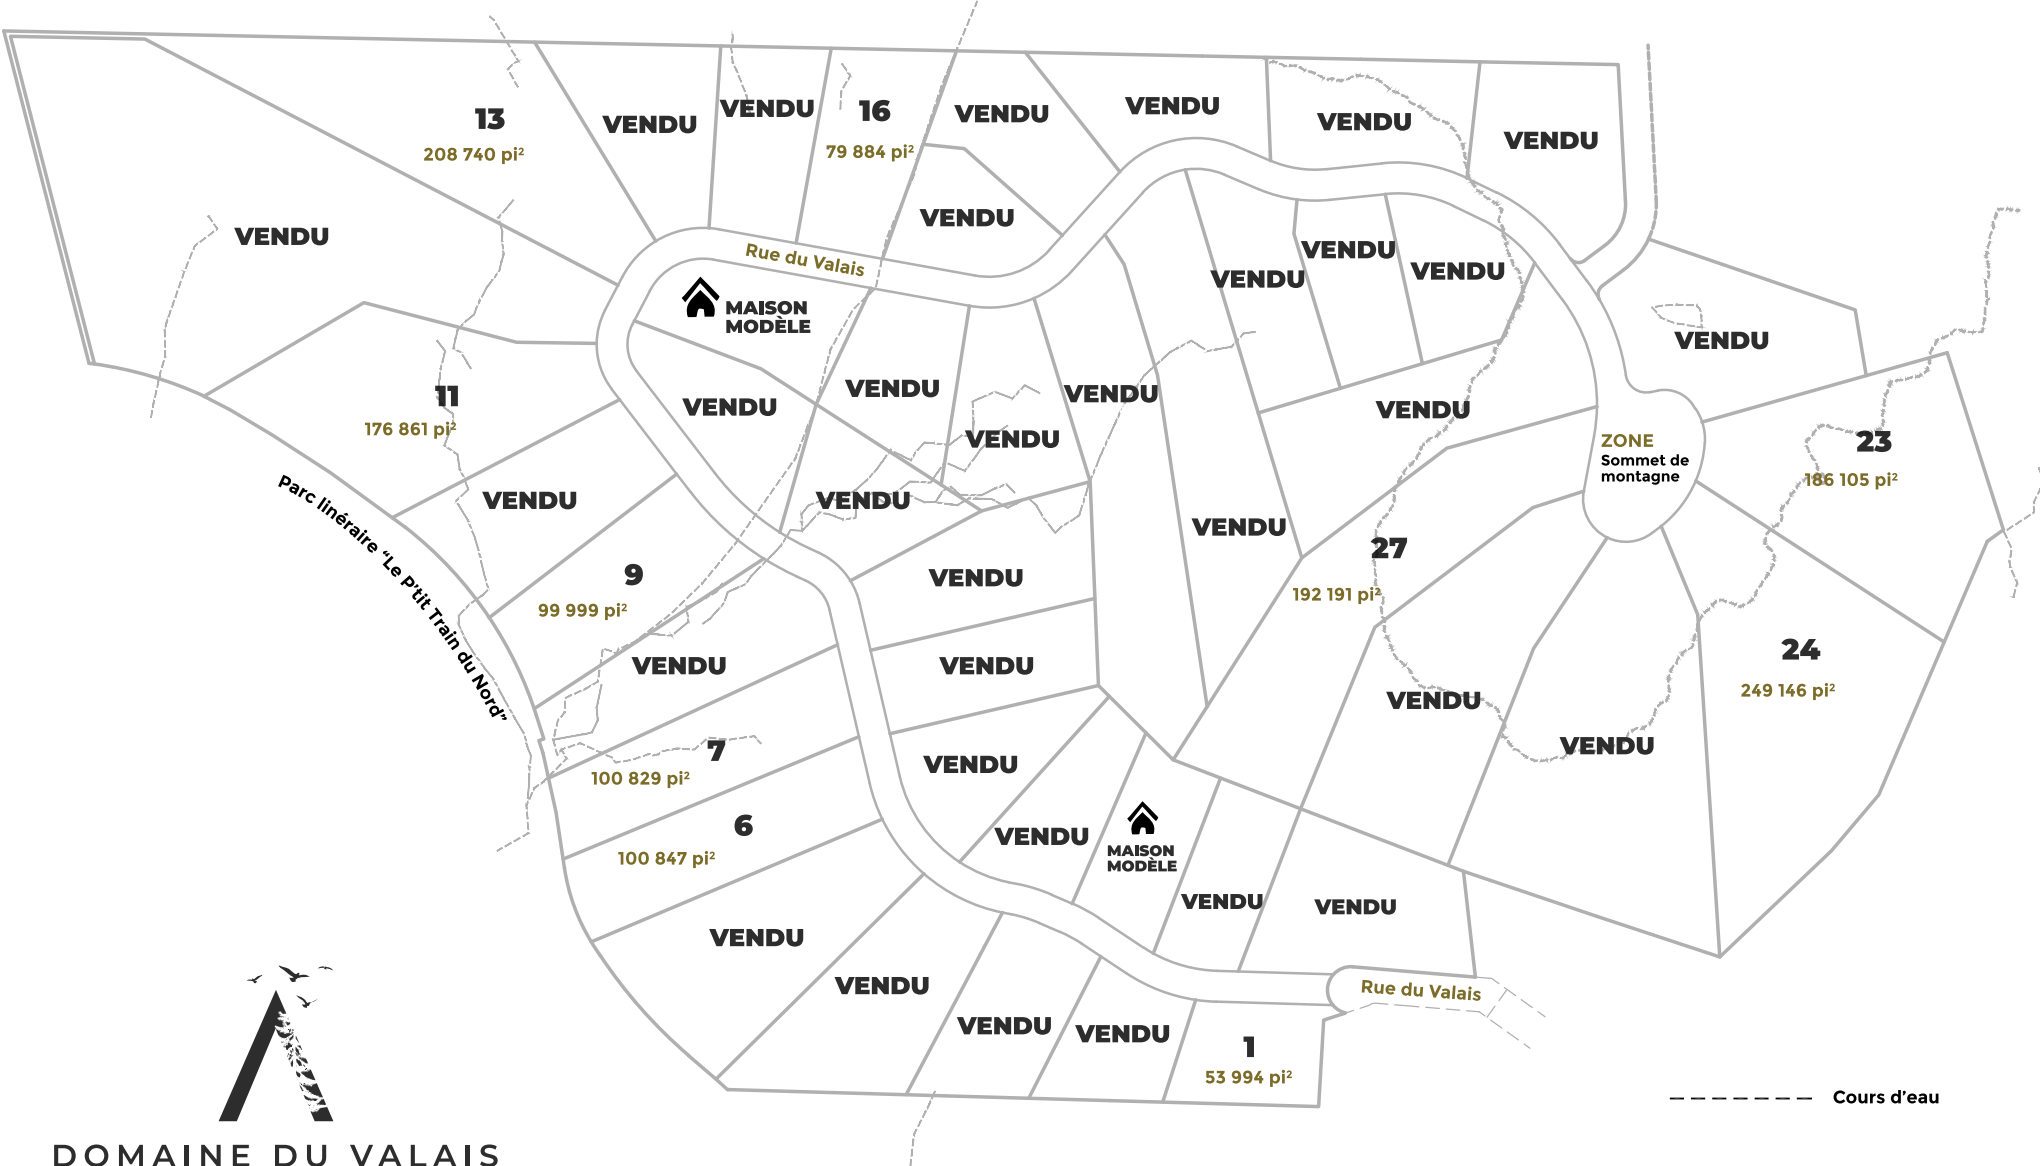 VENDU
13
208 740 pi²
VENDU
VENDU
16
79 884 pi²
VENDU
VENDU
VENDU
VENDU
VENDU
VENDU
Rue du Valais
MAISON
MODÈLE
VENDU
VENDU
VENDU
VENDU
11
176 861 pi²
VENDU
VENDU
VENDU
VENDU
VENDU
ZONE
Sommet de
montagne
23
186 105 pi²
Parc linéraire “Le P’tit Train du Nord”
VENDU
VENDU
VENDU
27
192 191 pi²
9
99 999 pi²
VENDU
VENDU
VENDU
24
249 146 pi²
VENDU
VENDU
7
100 829 pi²
VENDU
6
100 847 pi²
VENDU
MAISON
MODÈLE
VENDU
VENDU
VENDU
VENDU
Rue du Valais
VENDU
VENDU
1
53 994 pi²
Cours d’eau
DOMAINE DU VALAIS